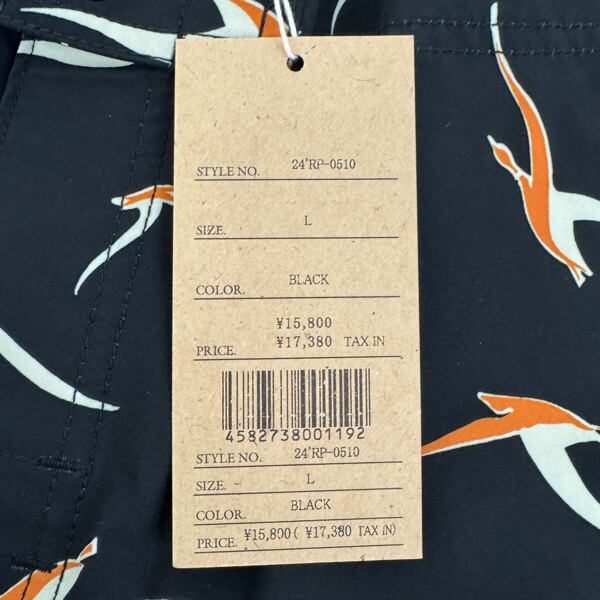 STYLE NO. 24'RP-0510
SIZE. L
COLOR. BLACK
¥15,800
PRICE. ¥17,380 TAX IN
4582738001192
STYLE NO. 24'RP-0510
SIZE. L
COLOR. BLACK
PRICE. ¥15,800( ¥17,380 TAX IN)